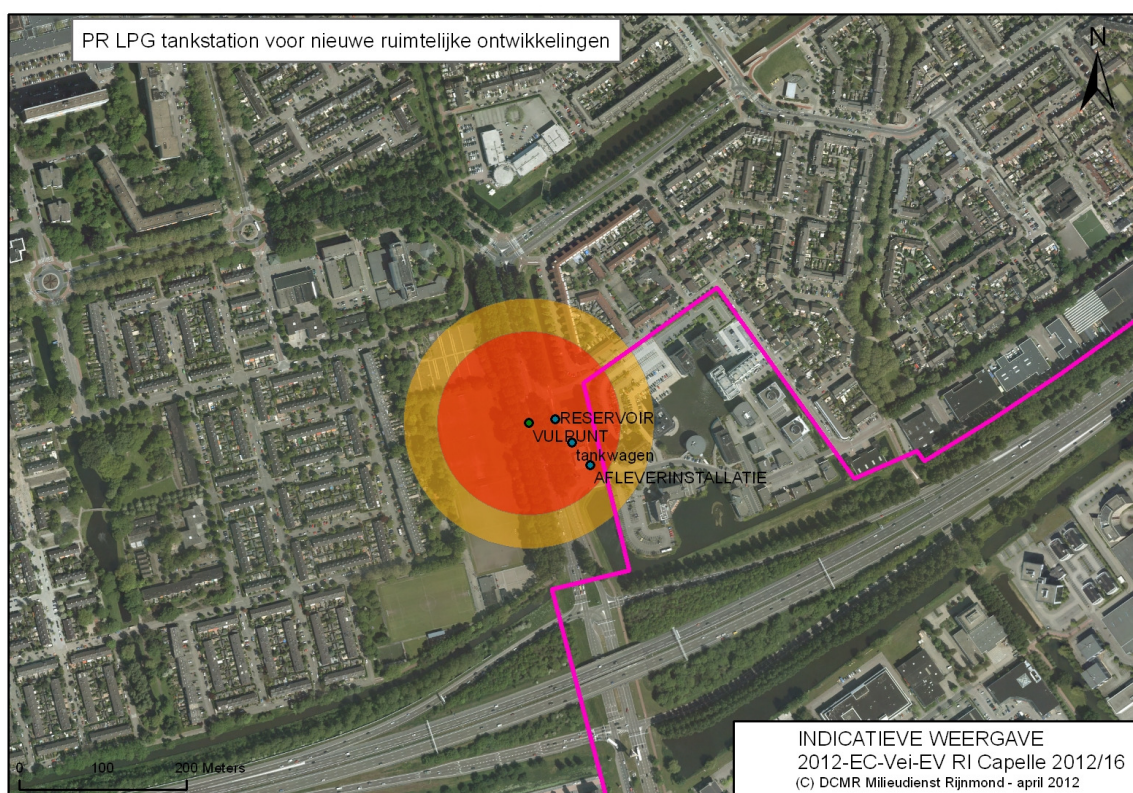 PR LPG tankstation voor nieuwe ruimtelijke ontwikkelingen
N
RESERVOIR
VULPUNT
tankwagen
AFLEVERINSTALLATIE
0 100 200 Meters
INDICATIEVE WEERGAVE
2012-EC-Vei-EV RI Capelle 2012/16
(C) DCMR Milieudienst Rijnmond - april 2012